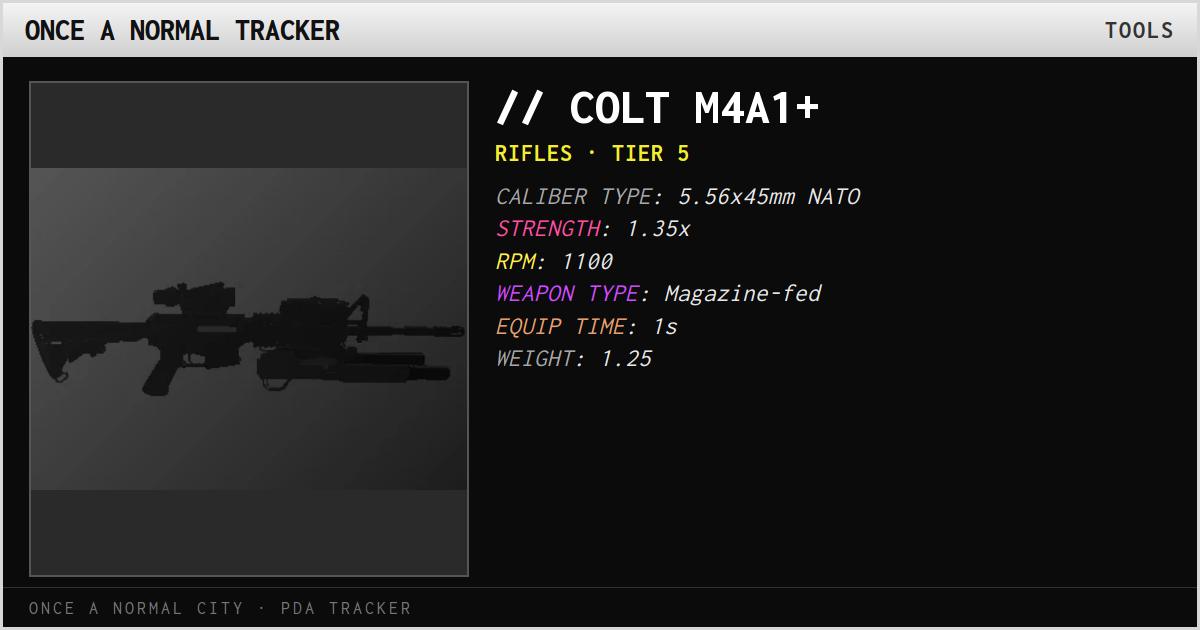 ONCE A NORMAL TRACKER
TOOLS
// COLT M4A1+
RIFLES · TIER 5
CALIBER TYPE: 5.56x45mm NATO
STRENGTH: 1.35x
RPM: 1100
WEAPON TYPE: Magazine-fed
EQUIP TIME: 1s
WEIGHT: 1.25
ONCE A NORMAL CITY · PDA TRACKER